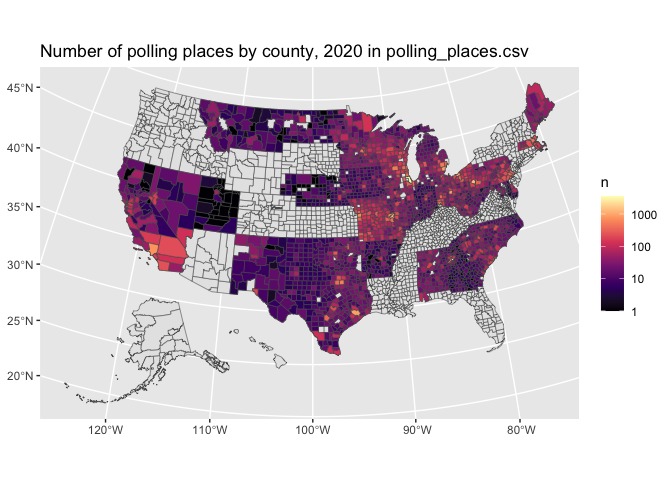 Number of polling places by county, 2020 in polling_places.csv
45°N
40°N
35°N
30°N
25°N
20°N
120°W
110°W
100°W
90°W
80°W
n
1000
100
10
1